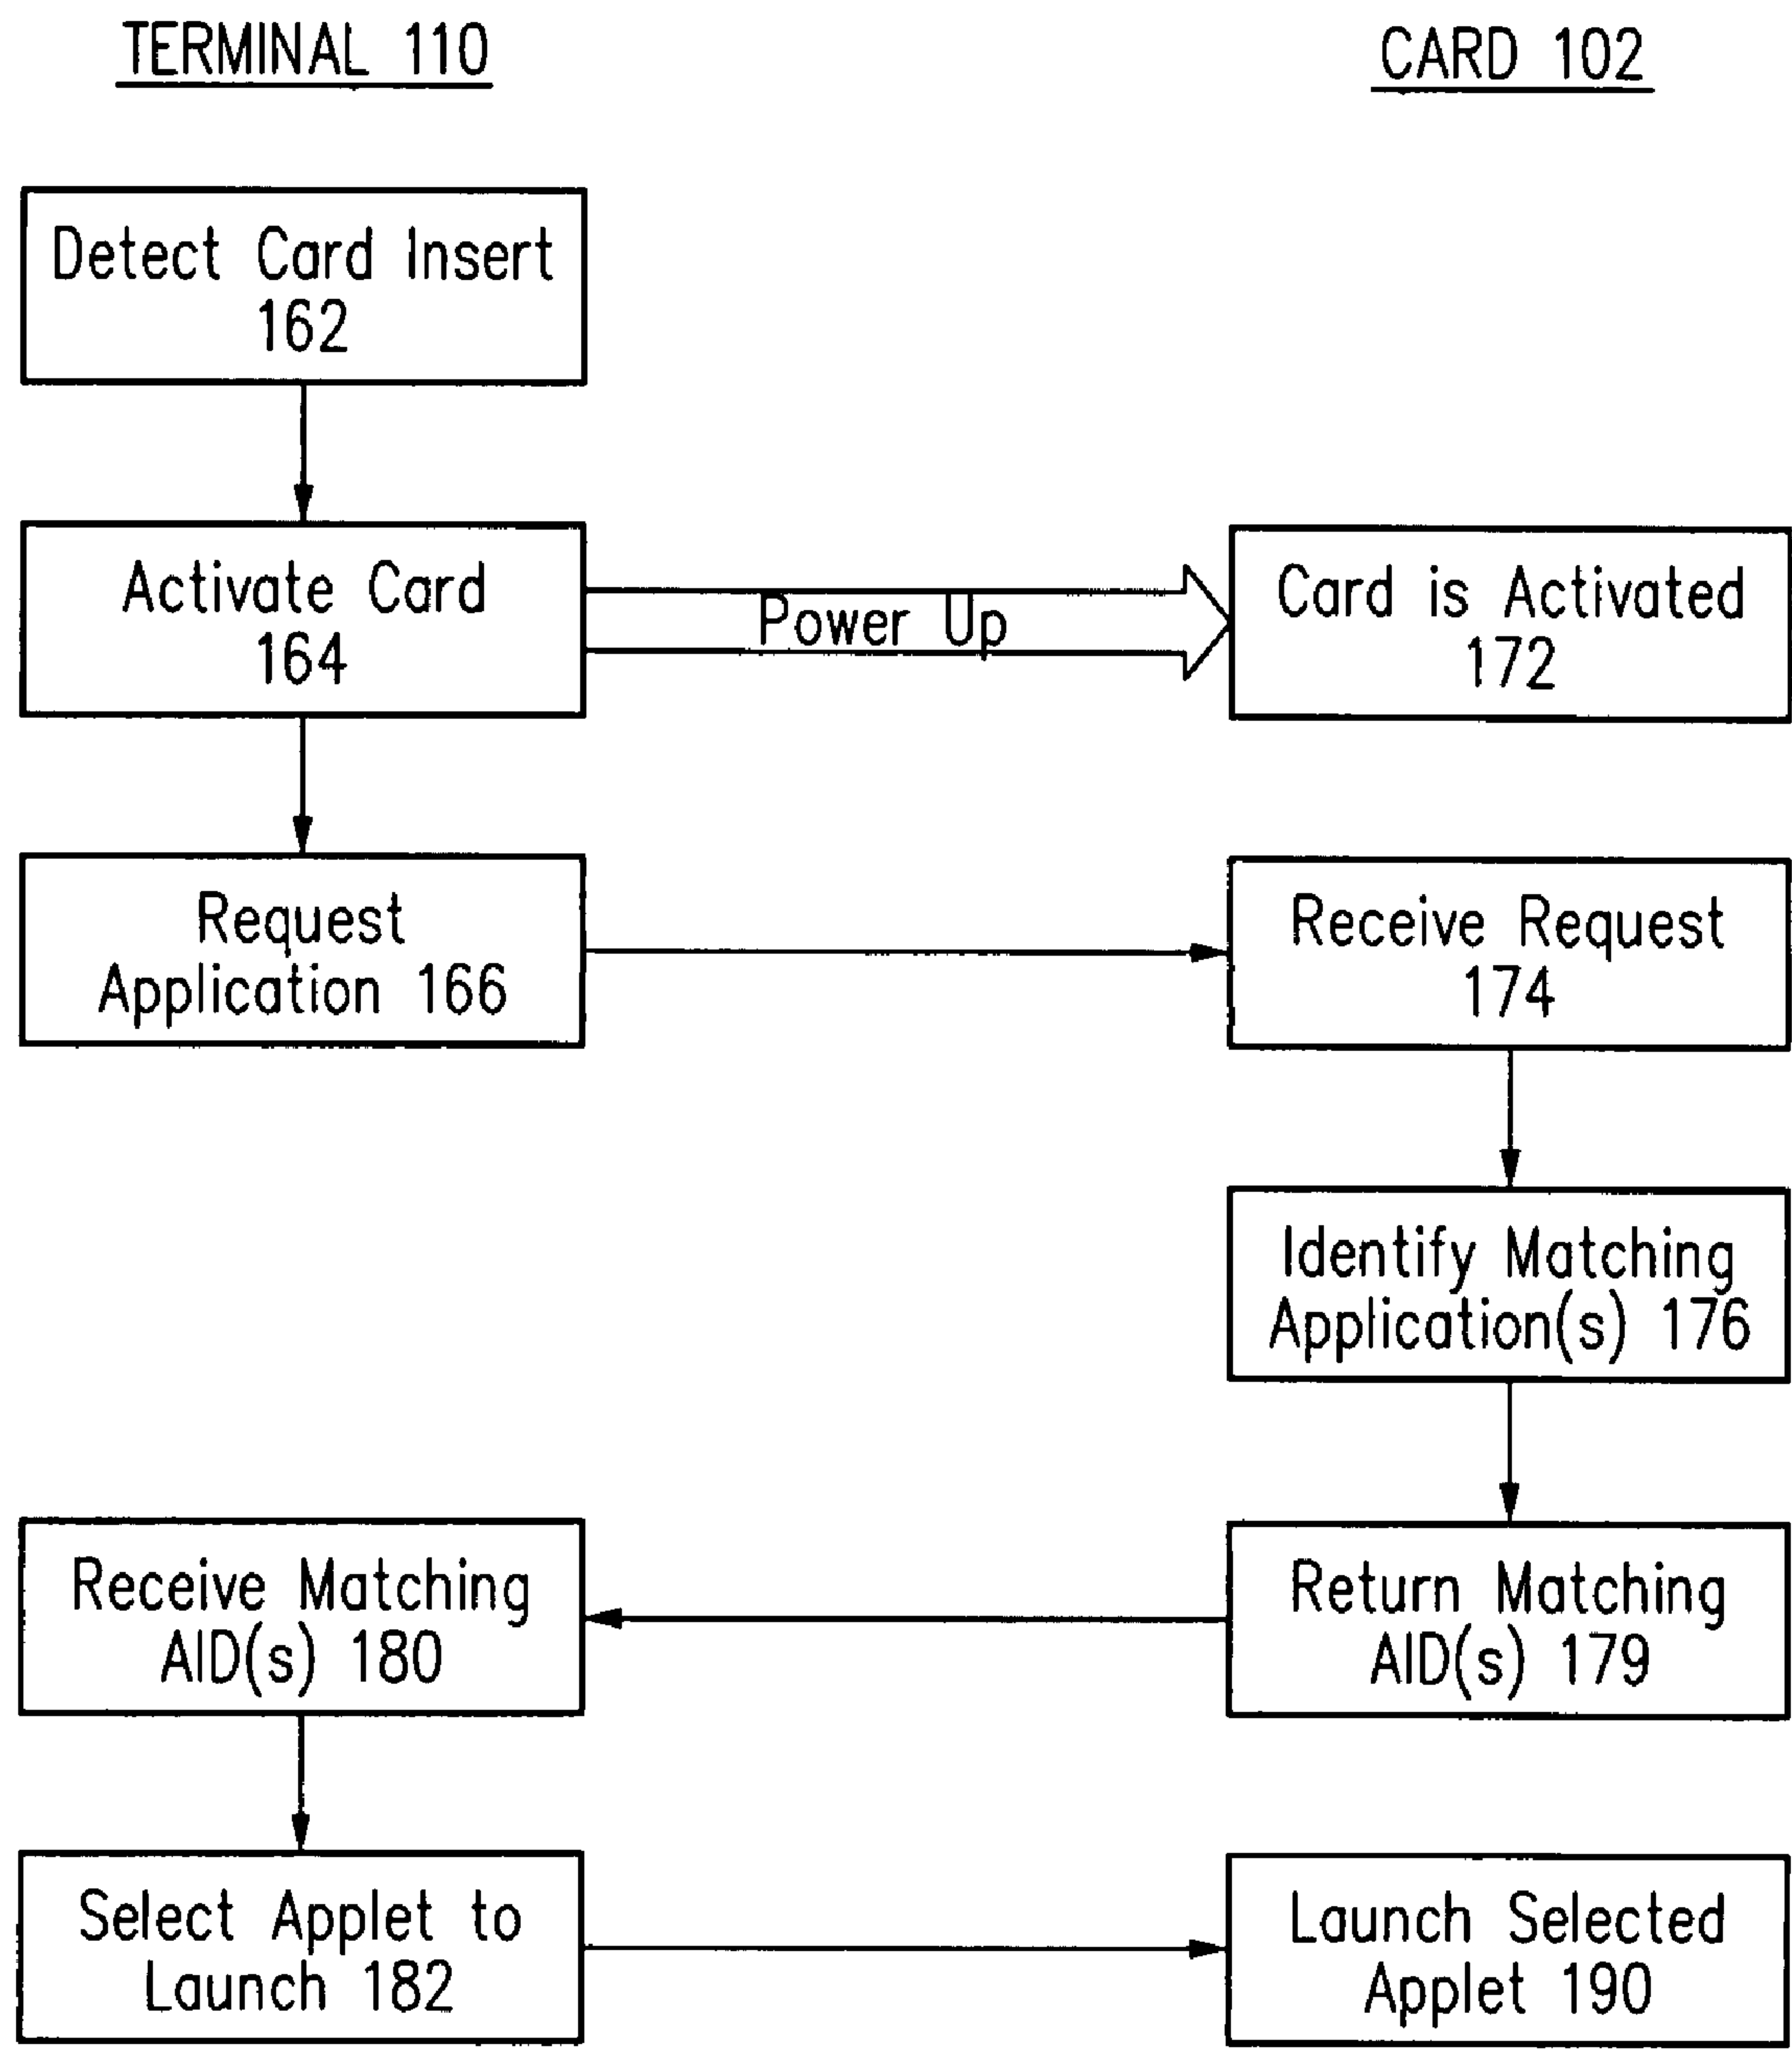 TERMINAL 110
CARD 102
Detect Card Insert
162
Activate Card
164
Power Up
Card is Activated
172
Request
Application 166
Receive Request
174
Identify Matching
Application(s) 176
Receive Matching
AID(s) 180
Return Matching
AID(s) 179
Select Applet to
Launch 182
Launch Selected
Applet 190